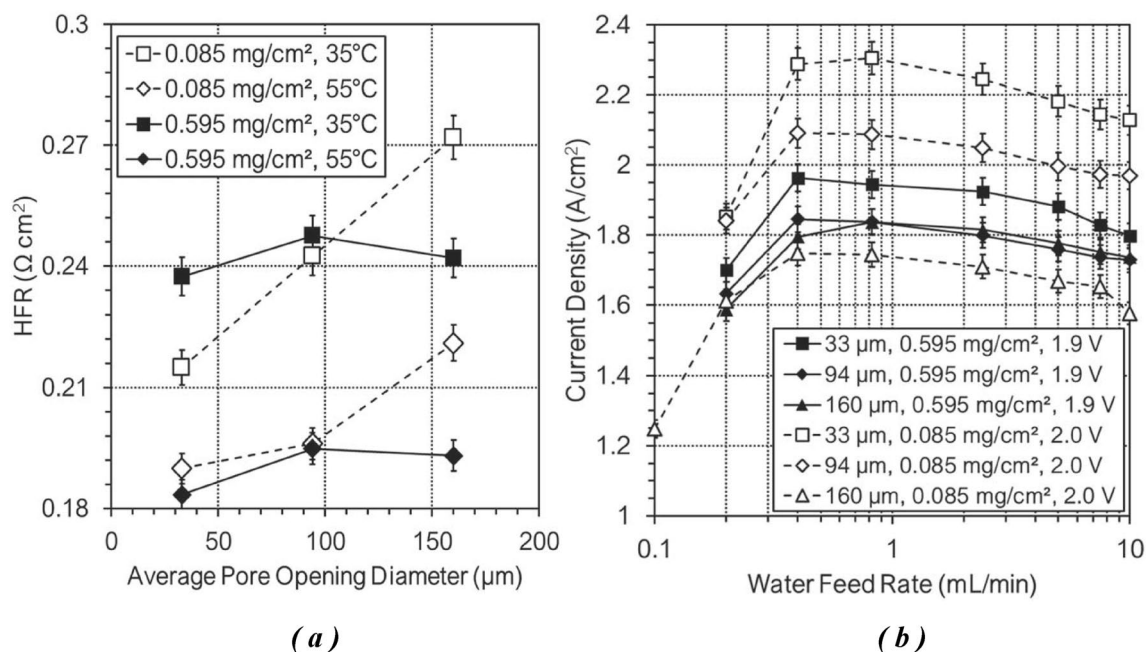 0.3
0.27
0.24
0.21
0.18
HFR (Ω cm²)
0.085 mg/cm², 35°C
0.085 mg/cm², 55°C
0.595 mg/cm², 35°C
0.595 mg/cm², 55°C
0 50 100 150 200
Average Pore Opening Diameter (µm)
( a )
2.4
2.2
2
1.8
1.6
1.4
1.2
1
Current Density (A/cm²)
33 µm, 0.595 mg/cm², 1.9 V
94 µm, 0.595 mg/cm², 1.9 V
160 µm, 0.595 mg/cm², 1.9 V
33 µm, 0.085 mg/cm², 2.0 V
94 µm, 0.085 mg/cm², 2.0 V
160 µm, 0.085 mg/cm², 2.0 V
0.1 1 10
Water Feed Rate (mL/min)
( b )